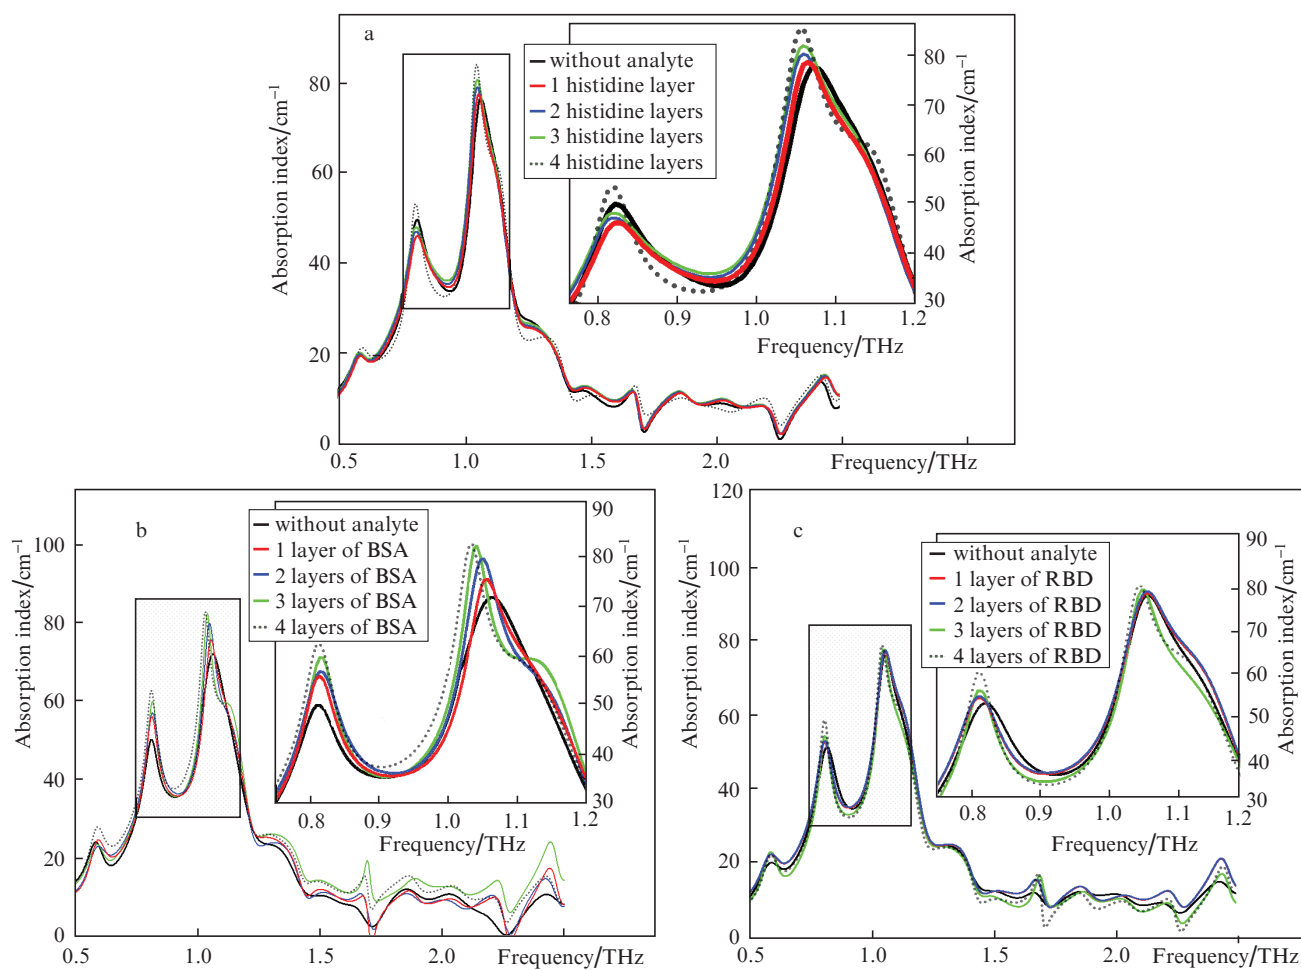 a
Absorption index/cm⁻¹
80
60
40
20
0
0.5 1.0 1.5 2.0 Frequency/THz
without analyte
1 histidine layer
2 histidine layers
3 histidine layers
4 histidine layers
80
70
60
50
40
30
Absorption index/cm⁻¹
0.8 0.9 1.0 1.1 1.2
Frequency/THz
b
Absorption index/cm⁻¹
100
80
60
40
20
0
0.5 1.0 1.5 2.0 Frequency/THz
without analyte
1 layer of BSA
2 layers of BSA
3 layers of BSA
4 layers of BSA
90
80
70
60
50
40
30
Absorption index/cm⁻¹
0.8 0.9 1.0 1.1 1.2
Frequency/THz
c
Absorption index/cm⁻¹
120
100
80
60
40
20
0
0.5 1.0 1.5 2.0 Frequency/THz
without analyte
1 layer of RBD
2 layers of RBD
3 layers of RBD
4 layers of RBD
90
80
70
60
50
40
30
Absorption index/cm⁻¹
0.8 0.9 1.0 1.1 1.2
Frequency/THz